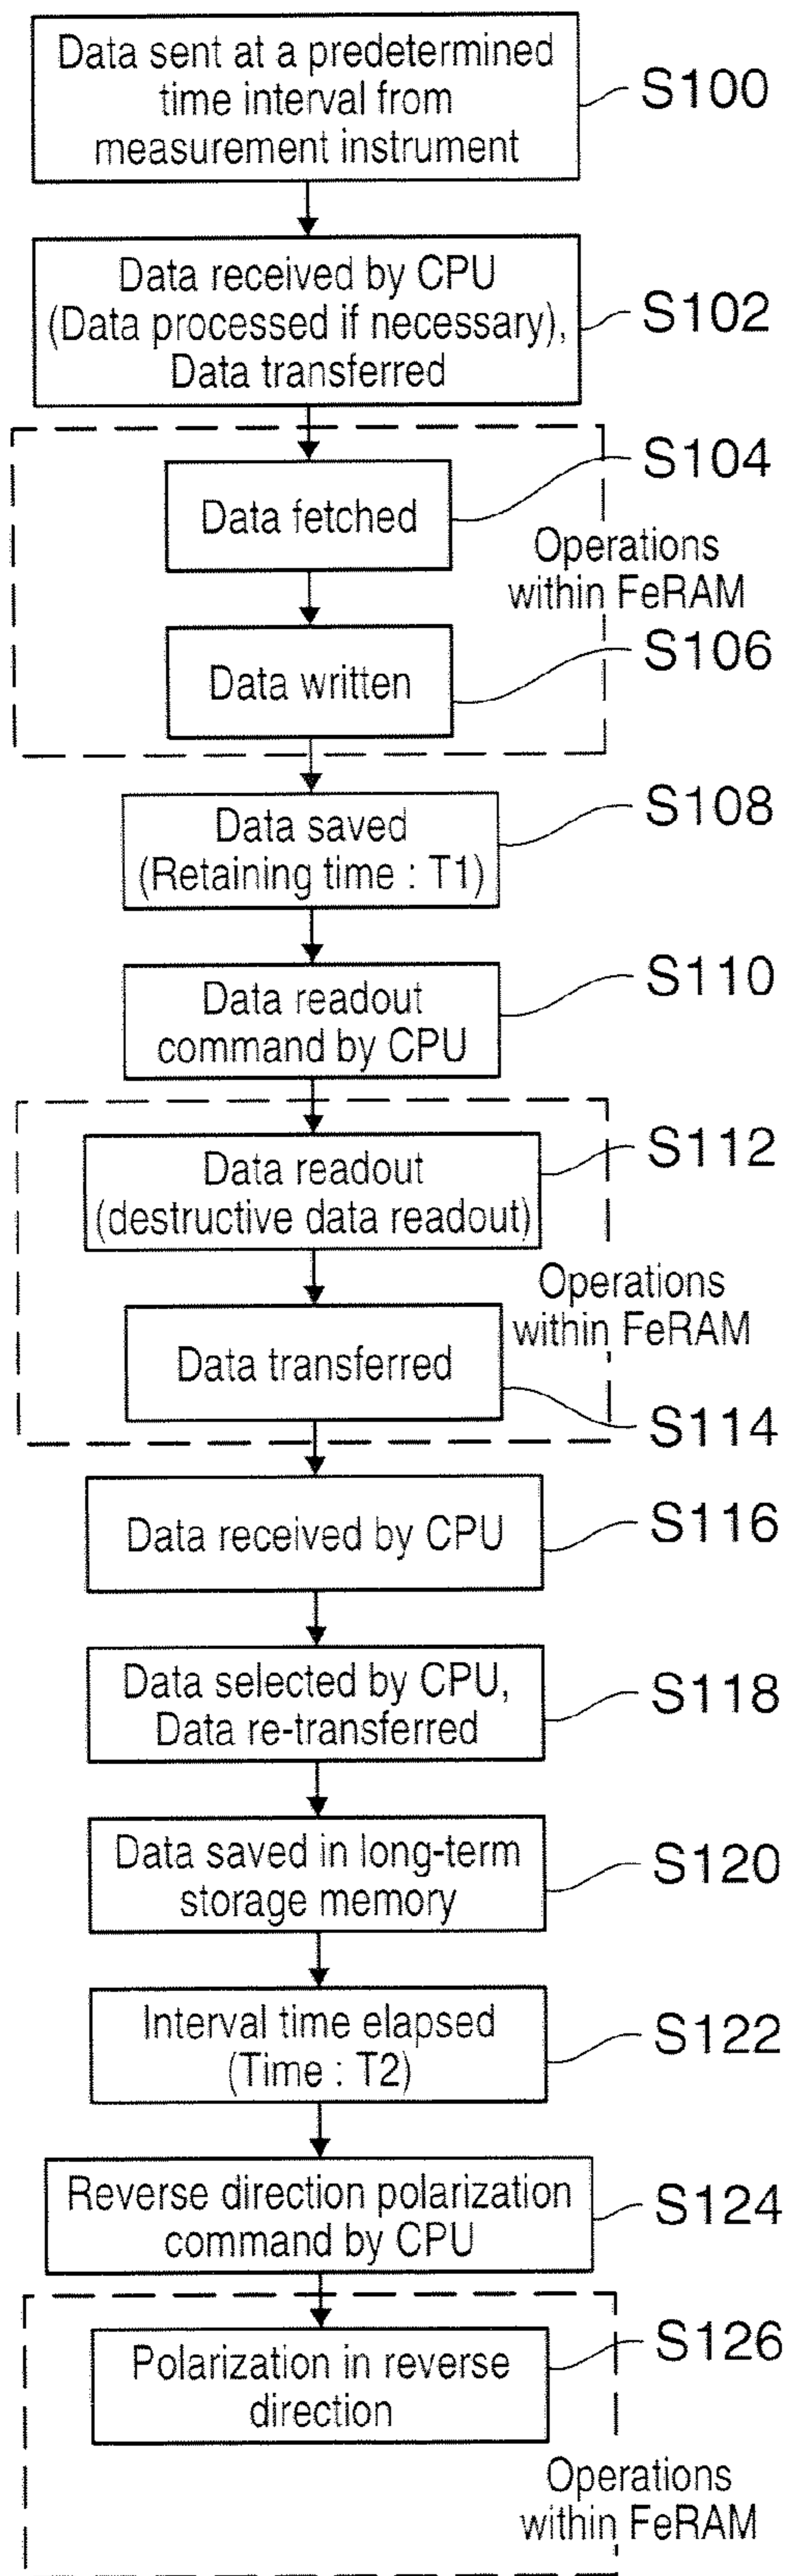 Data sent at a predetermined
time interval from
measurement instrument
S100
Data received by CPU
(Data processed if necessary),
Data transferred
S102
Data fetched
S104
Operations
within FeRAM
Data written
S106
Data saved
(Retaining time : T1)
S108
Data readout
command by CPU
S110
Data readout
(destructive data readout)
S112
Operations
within FeRAM
Data transferred
S114
Data received by CPU
S116
Data selected by CPU,
Data re-transferred
S118
Data saved in long-term
storage memory
S120
Interval time elapsed
(Time : T2)
S122
Reverse direction polarization
command by CPU
S124
Polarization in reverse
direction
S126
Operations
within FeRAM